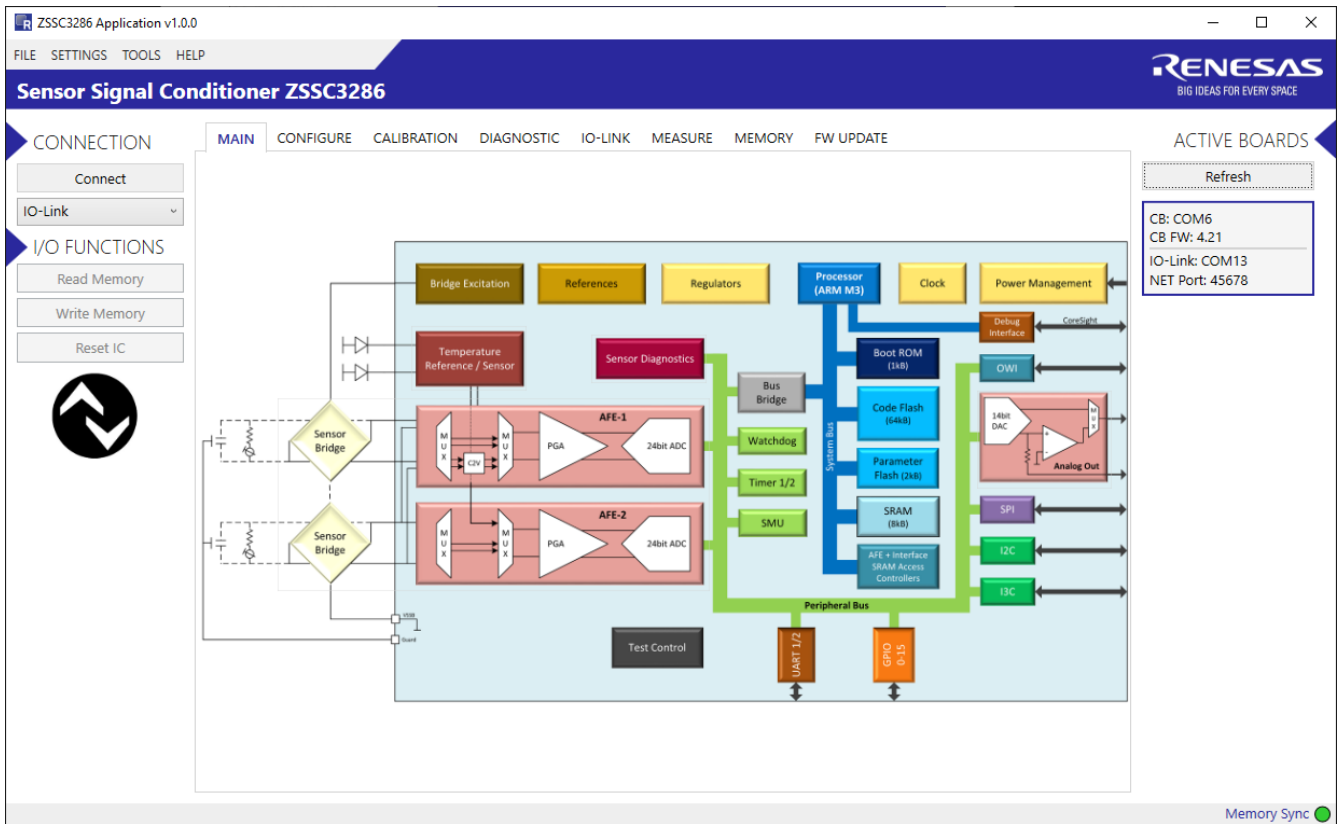 ZSSC3286 Application v1.0.0
FILE SETTINGS TOOLS HELP
RENESAS
BIG IDEAS FOR EVERY SPACE
Sensor Signal Conditioner ZSSC3286
CONNECTION
Connect
IO-Link
I/O FUNCTIONS
Read Memory
Write Memory
Reset IC
MAIN CONFIGURE CALIBRATION DIAGNOSTIC IO-LINK MEASURE MEMORY FW UPDATE
Bridge Excitation
References
Regulators
Processor
(ARM M3)
Clock
Power Management
Debug
Interface
CoreSight
Temperature
Reference / Sensor
Sensor Diagnostics
Boot ROM
(1kB)
OWI
Bus
Bridge
Code Flash
(64kB)
14bit
DAC
MUX
+
-
Analog Out
Sensor
Bridge
MUX
C2V
MUX
PGA
AFE-1
24bit ADC
Watchdog
System Bus
Parameter
Flash (2kB)
Timer 1/2
Sensor
Bridge
MUX
MUX
PGA
AFE-2
24bit ADC
SMU
SRAM
(8kB)
SPI
AFE + Interface
SRAM Access
Controllers
I2C
I3C
Peripheral Bus
VSSB
Guard
Test Control
UART 1/2
GPIO
0-15
ACTIVE BOARDS
Refresh
CB: COM6
CB FW: 4.21
IO-Link: COM13
NET Port: 45678
Memory Sync